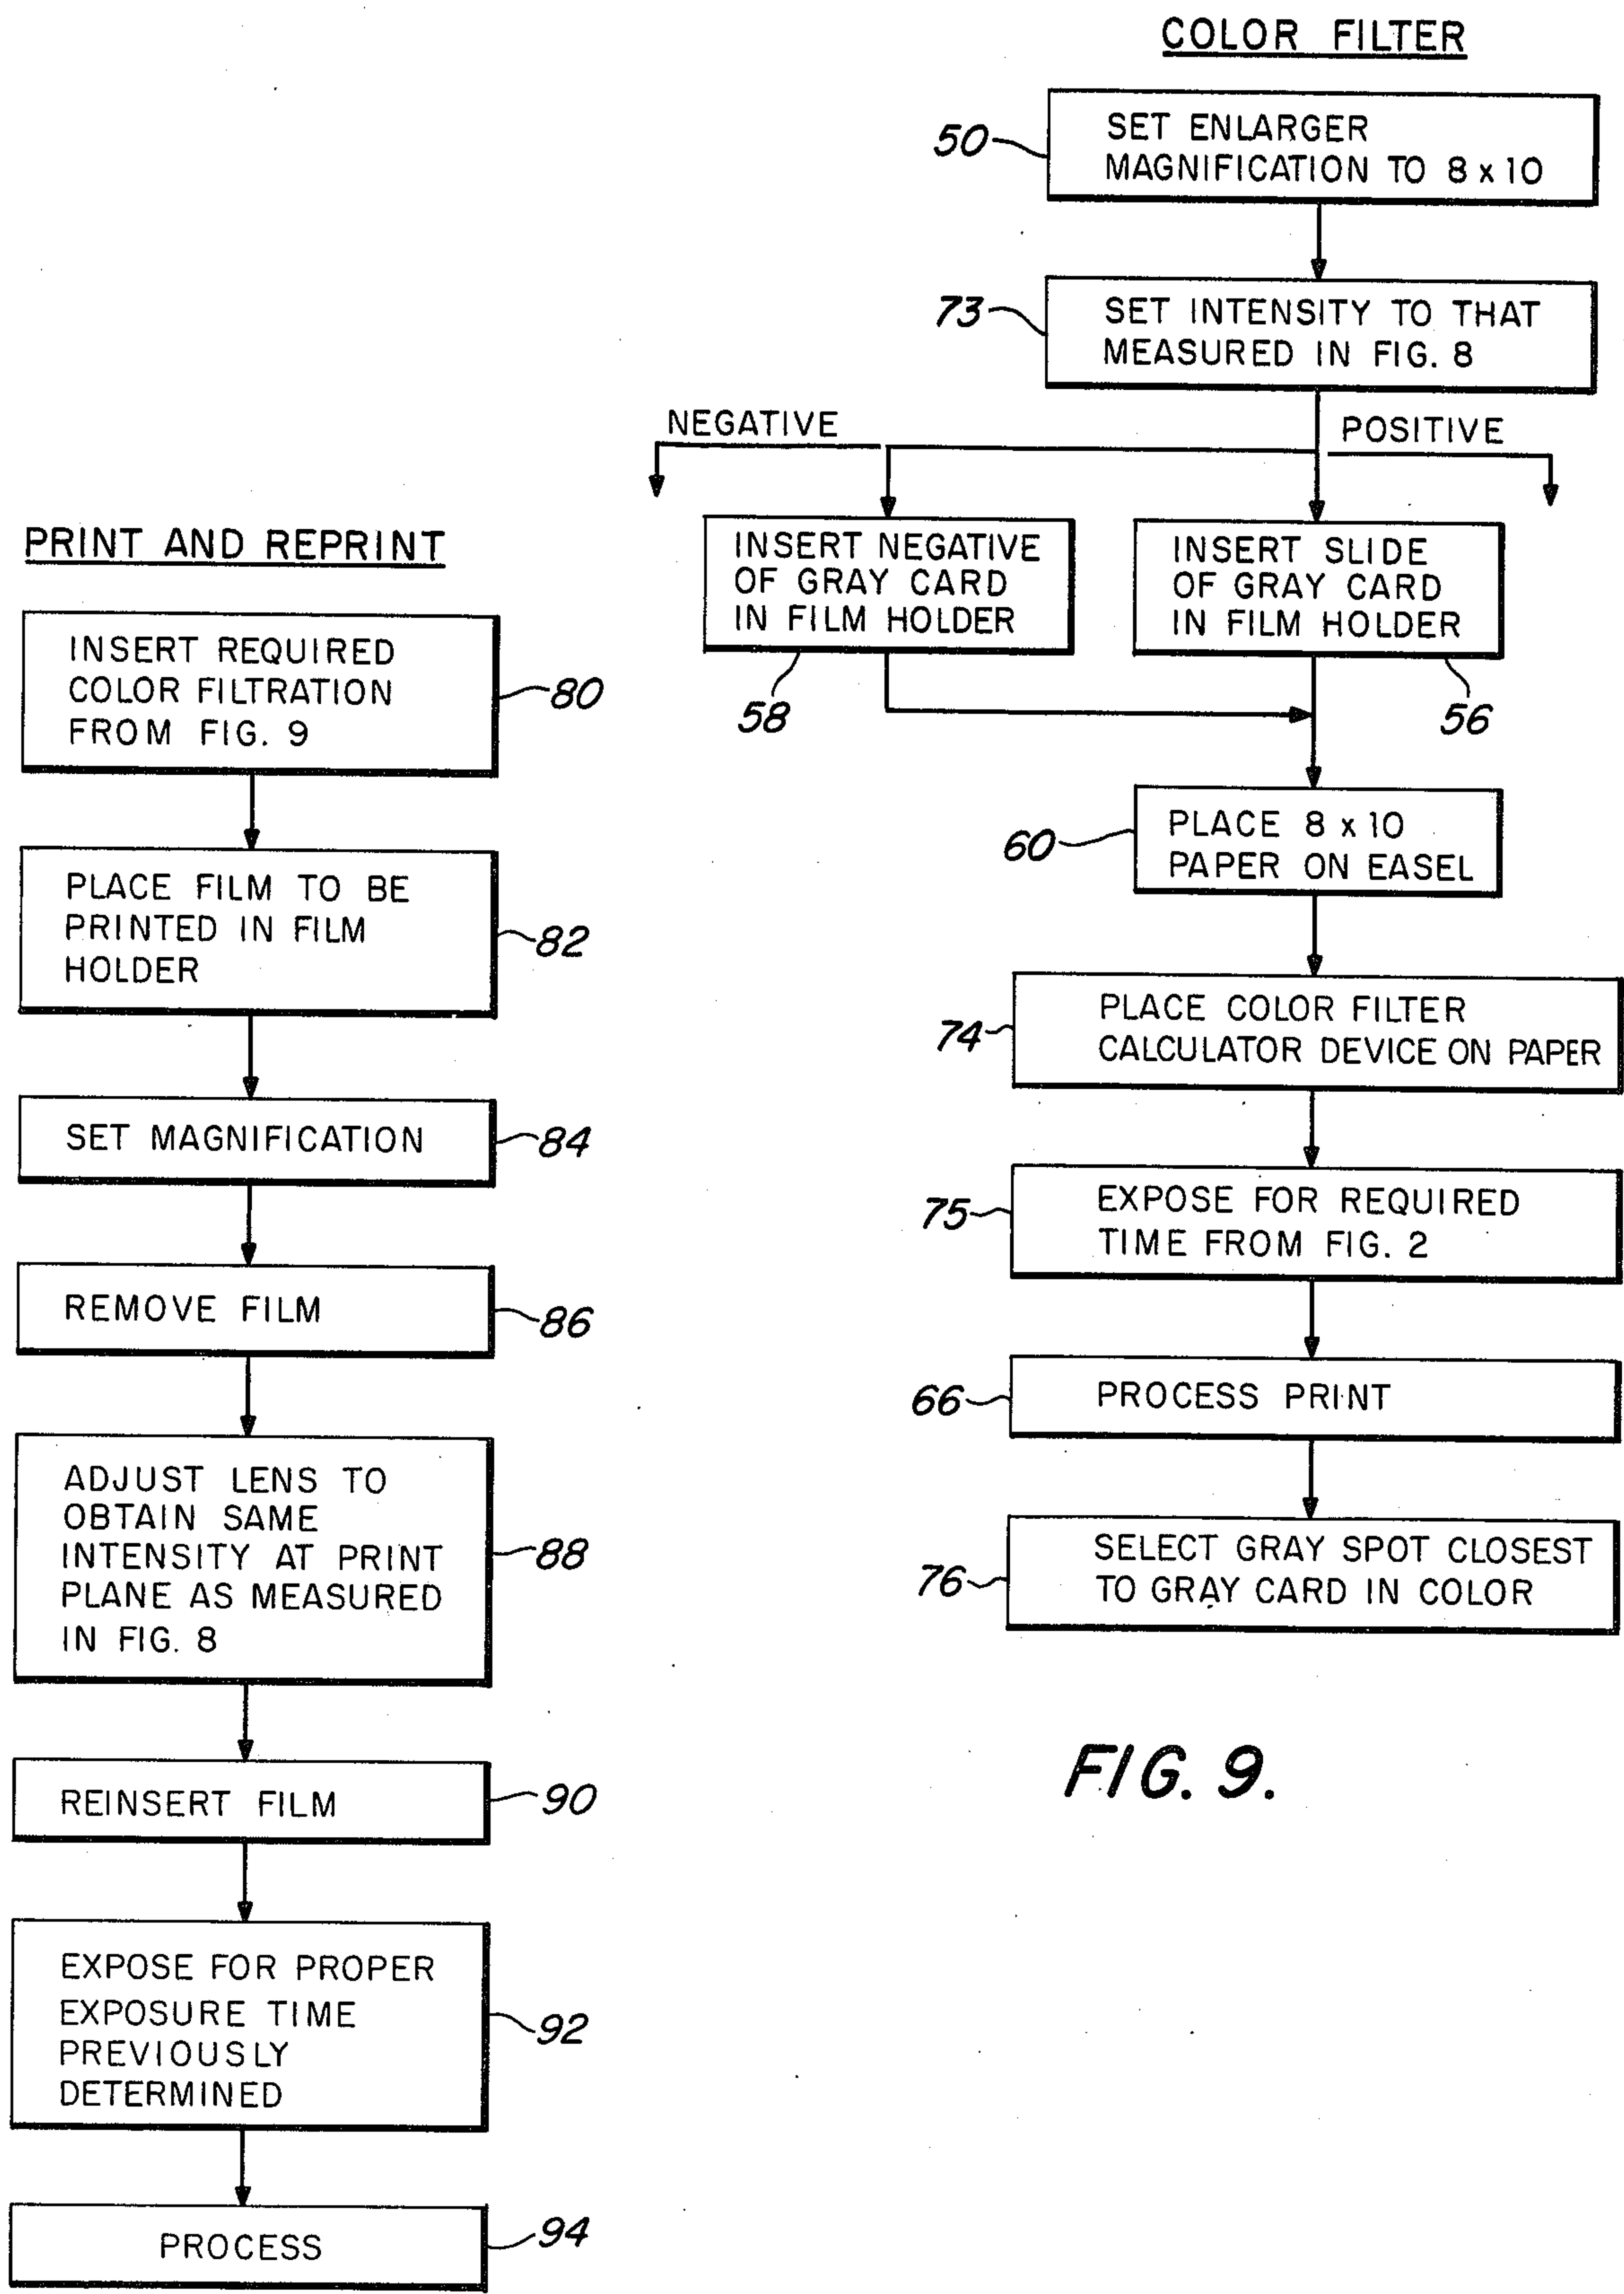 PRINT AND REPRINT
INSERT REQUIRED
COLOR FILTRATION
FROM FIG. 9
80
PLACE FILM TO BE
PRINTED IN FILM
HOLDER
82
SET MAGNIFICATION
84
REMOVE FILM
86
ADJUST LENS TO
OBTAIN SAME
INTENSITY AT PRINT
PLANE AS MEASURED
IN FIG. 8
88
REINSERT FILM
90
EXPOSE FOR PROPER
EXPOSURE TIME
PREVIOUSLY
DETERMINED
92
PROCESS
94
COLOR FILTER
50
SET ENLARGER
MAGNIFICATION TO 8 x 10
73
SET INTENSITY TO THAT
MEASURED IN FIG. 8
NEGATIVE
POSITIVE
INSERT NEGATIVE
OF GRAY CARD
IN FILM HOLDER
58
INSERT SLIDE
OF GRAY CARD
IN FILM HOLDER
56
60
PLACE 8 x 10
PAPER ON EASEL
74
PLACE COLOR FILTER
CALCULATOR DEVICE ON PAPER
75
EXPOSE FOR REQUIRED
TIME FROM FIG. 2
66
PROCESS PRINT
76
SELECT GRAY SPOT CLOSEST
TO GRAY CARD IN COLOR
FIG. 9.